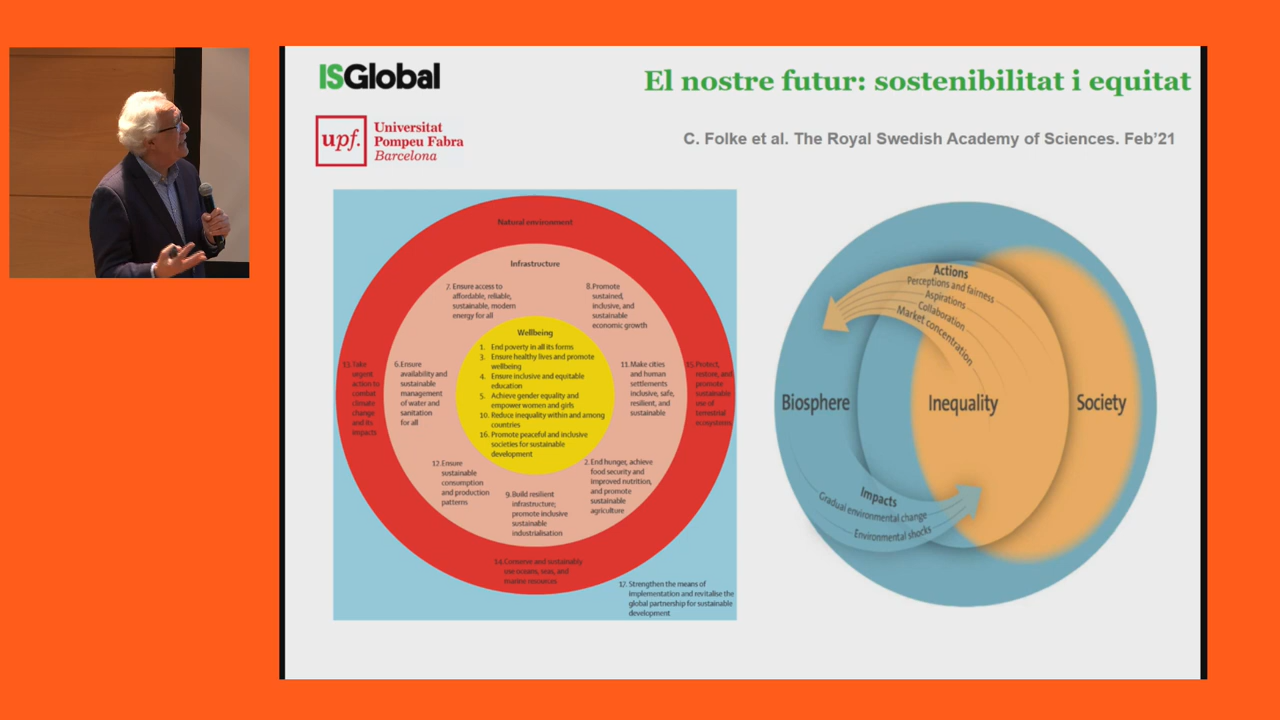 ISGlobal
El nostre futur: sostenibilitat i equitat
upf.
Universitat
Pompeu Fabra
Barcelona
C. Folke et al. The Royal Swedish Academy of Sciences. Feb'21
Natural environment
Infrastructure
7. Ensure access to
affordable, reliable,
sustainable, modern
energy for all
8. Promote
sustained,
inclusive, and
sustainable
economic growth
Wellbeing
1. End poverty in all its forms
3. Ensure healthy lives and promote
wellbeing
4. Ensure inclusive and equitable
education
5. Achieve gender equality and
empower women and girls
10. Reduce inequality within and among
countries
16. Promote peaceful and inclusive
societies for sustainable
development
13. Take
urgent
action to
combat
climate
change
and its
impacts
6. Ensure
availability and
sustainable
management
of water and
sanitation
for all
11. Make cities
and human
settlements
inclusive, safe,
resilient, and
sustainable
15. Protect,
restore, and
promote
sustainable
use of
terrestrial
ecosystems
12. Ensure
sustainable
consumption
and production
patterns
9. Build resilient
infrastructure;
promote inclusive
sustainable
industrialisation
2. End hunger, achieve
food security and
improved nutrition,
and promote
sustainable
agriculture
14. Conserve and sustainably
use oceans, seas, and
marine resources
17. Strengthen the means of
implementation and revitalise the
global partnership for sustainable
development
Actions
Perceptions and fairness
Aspirations
Collaboration
Market concentration
Biosphere
Inequality
Society
Impacts
Gradual environmental change
Environmental shocks